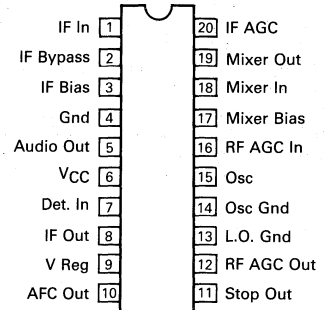 IF In 1 20 IF AGC
IF Bypass 2 19 Mixer Out
IF Bias 3 18 Mixer In
Gnd 4 17 Mixer Bias
Audio Out 5 16 RF AGC In
VCC 6 15 Osc
Det. In 7 14 Osc Gnd
IF Out 8 13 L.O. Gnd
V Reg 9 12 RF AGC Out
AFC Out 10 11 Stop Out